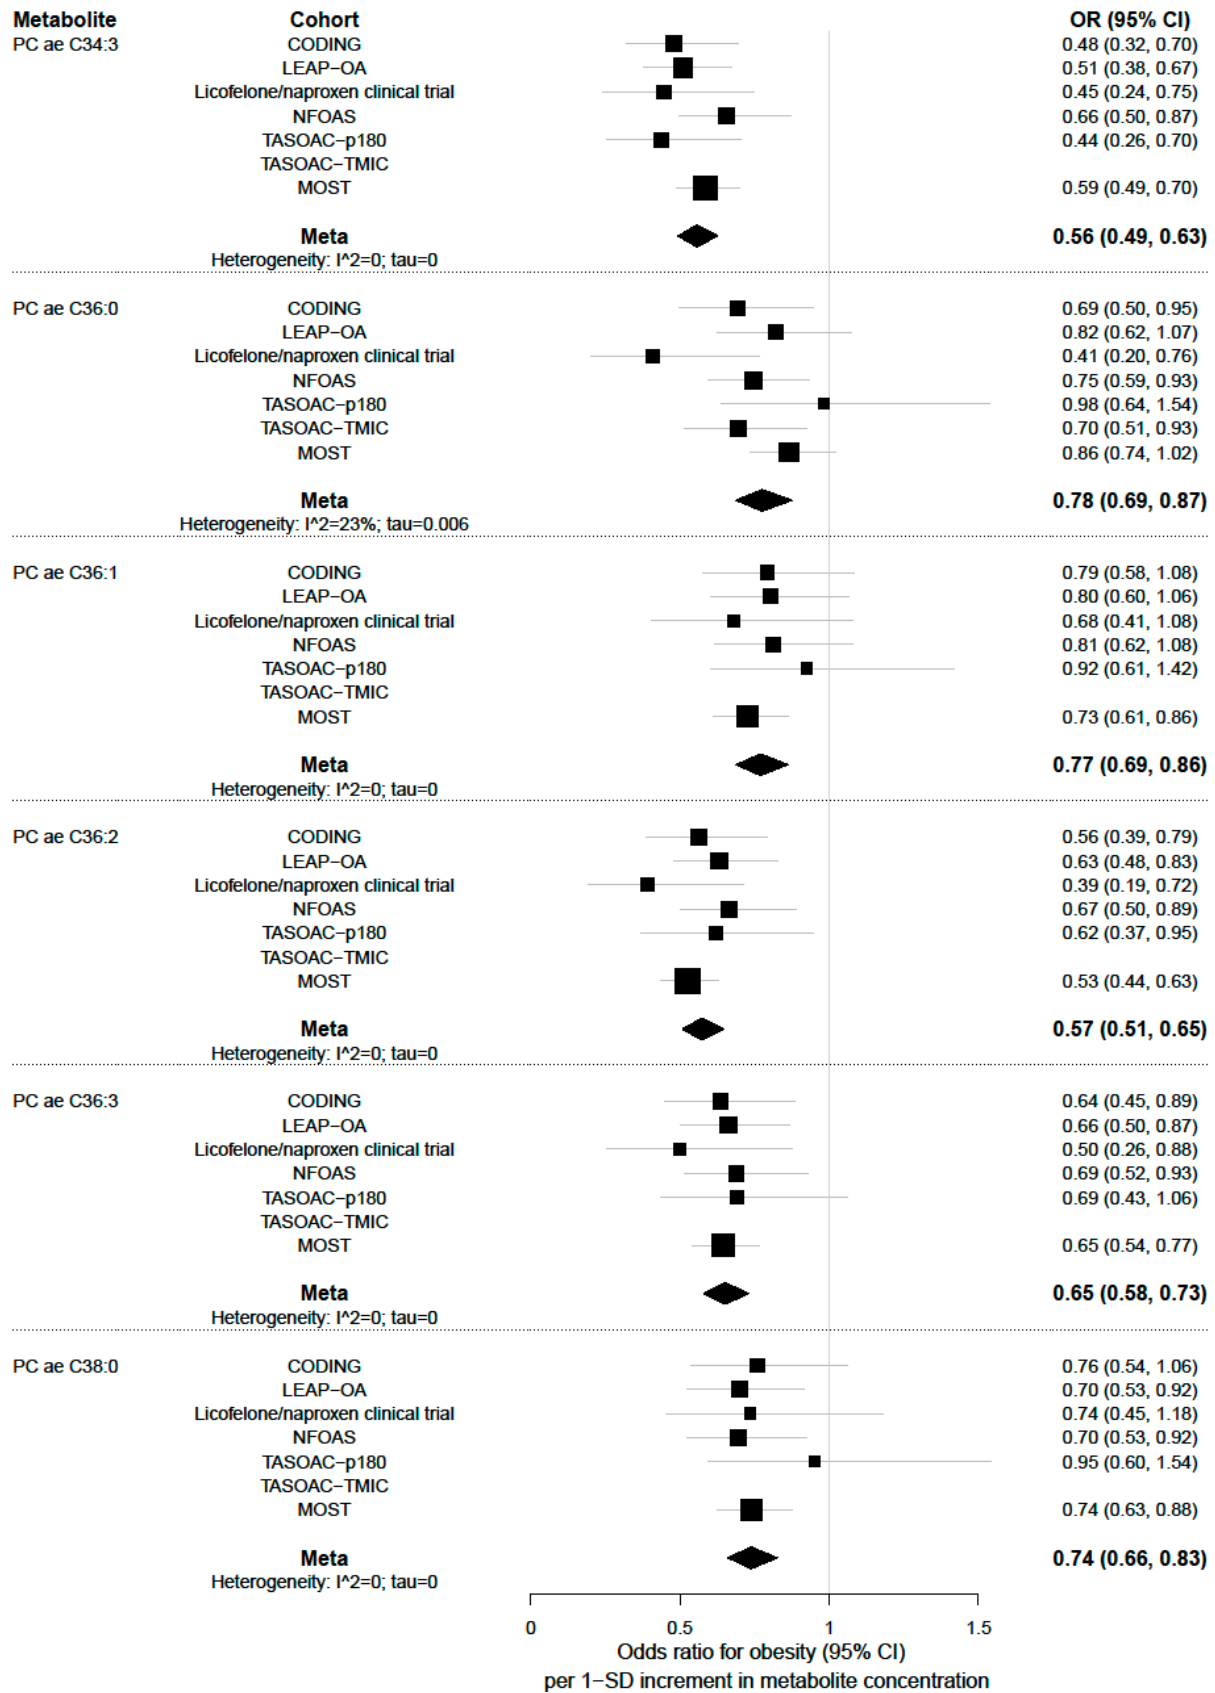 Metabolite Cohort OR (95% CI)
PC ae C34:3 CODING 0.48 (0.32, 0.70)
LEAP−OA 0.51 (0.38, 0.67)
Licofelone/naproxen clinical trial 0.45 (0.24, 0.75)
NFOAS 0.66 (0.50, 0.87)
TASOAC−p180 0.44 (0.26, 0.70)
TASOAC−TMIC
MOST 0.59 (0.49, 0.70)
Meta 0.56 (0.49, 0.63)
Heterogeneity: I^2=0; tau=0
PC ae C36:0 CODING 0.69 (0.50, 0.95)
LEAP−OA 0.82 (0.62, 1.07)
Licofelone/naproxen clinical trial 0.41 (0.20, 0.76)
NFOAS 0.75 (0.59, 0.93)
TASOAC−p180 0.98 (0.64, 1.54)
TASOAC−TMIC 0.70 (0.51, 0.93)
MOST 0.86 (0.74, 1.02)
Meta 0.78 (0.69, 0.87)
Heterogeneity: I^2=23%; tau=0.006
PC ae C36:1 CODING 0.79 (0.58, 1.08)
LEAP−OA 0.80 (0.60, 1.06)
Licofelone/naproxen clinical trial 0.68 (0.41, 1.08)
NFOAS 0.81 (0.62, 1.08)
TASOAC−p180 0.92 (0.61, 1.42)
TASOAC−TMIC
MOST 0.73 (0.61, 0.86)
Meta 0.77 (0.69, 0.86)
Heterogeneity: I^2=0; tau=0
PC ae C36:2 CODING 0.56 (0.39, 0.79)
LEAP−OA 0.63 (0.48, 0.83)
Licofelone/naproxen clinical trial 0.39 (0.19, 0.72)
NFOAS 0.67 (0.50, 0.89)
TASOAC−p180 0.62 (0.37, 0.95)
TASOAC−TMIC
MOST 0.53 (0.44, 0.63)
Meta 0.57 (0.51, 0.65)
Heterogeneity: I^2=0; tau=0
PC ae C36:3 CODING 0.64 (0.45, 0.89)
LEAP−OA 0.66 (0.50, 0.87)
Licofelone/naproxen clinical trial 0.50 (0.26, 0.88)
NFOAS 0.69 (0.52, 0.93)
TASOAC−p180 0.69 (0.43, 1.06)
TASOAC−TMIC
MOST 0.65 (0.54, 0.77)
Meta 0.65 (0.58, 0.73)
Heterogeneity: I^2=0; tau=0
PC ae C38:0 CODING 0.76 (0.54, 1.06)
LEAP−OA 0.70 (0.53, 0.92)
Licofelone/naproxen clinical trial 0.74 (0.45, 1.18)
NFOAS 0.70 (0.53, 0.92)
TASOAC−p180 0.95 (0.60, 1.54)
TASOAC−TMIC
MOST 0.74 (0.63, 0.88)
Meta 0.74 (0.66, 0.83)
Heterogeneity: I^2=0; tau=0
0 0.5 1 1.5
Odds ratio for obesity (95% CI)
per 1−SD increment in metabolite concentration